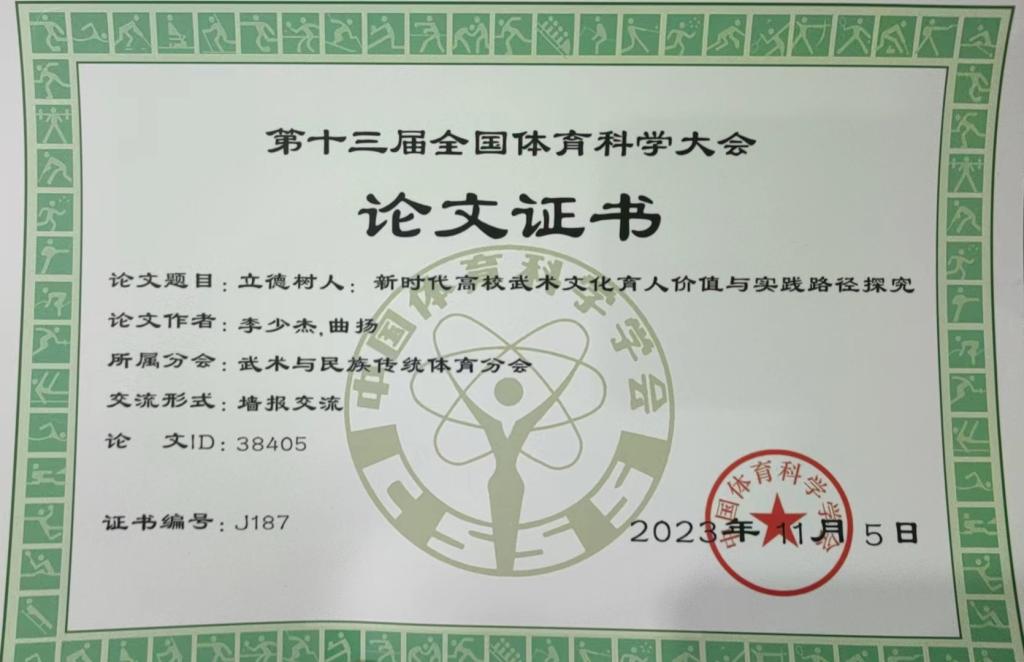 第十三届全国体育科学大会
论文证书
论文题目：立德树人：新时代高校武术文化育人价值与实践路径探究
论文作者：李少杰,曲扬
所属分会：武术与民族传统体育分会
交流形式：墙报交流
论 文ID：38405
证书编号：J187
2023年 11月 5日
中国体育科学学会
中国体育科学学会